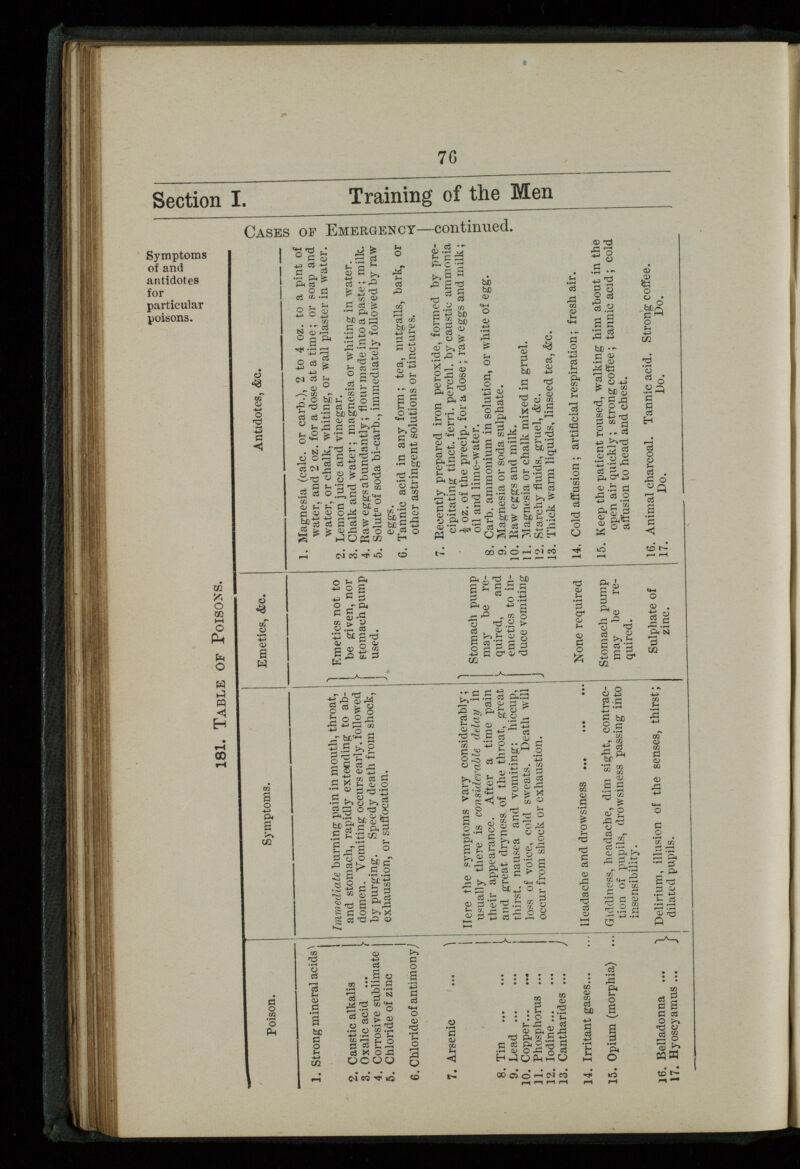 76
Section I. Training of the Men
CASES OF EMERGENCY—continued.
Symptoms
of and
antidotes
for
particular
poisons.
181. TABLE OF POISONS.
Poison.
Symptoms.
Emetics, &c.
Antidotes, &c.
1. Strong mineral acids
2. Caustic alkalis
3. Oxalic acid ...
4. Corrosive sublimate
5. Chloride of zinc
6. Chloride of antimony
Immediate burning pain in mouth, throat,
and stomach, rapidly extending to ab-
domen. Vomiting occurs early, followed
by purging. Speedy death from shock,
exhaustion, or suffocation.
Emetics not to
be given, nor
stomach pump
used.
1. Magnesia (calc. or carb.), 2 to 4 oz. to a pint of
water, and 2 oz. for a dose at a time; or soap and
water, or chalk, whiting, or wall plaster in water.
2. Lemon juice and vinegar.
3. Chalk and water; magnesia or whiting in water.
4. Raw eggs abundantly; flour made into a paste; milk.
5. Solutn of soda bi-carb., immediately followed by raw
eggs.
6. Tannic acid in any form; tea, nutgalls, bark, or
other astringent solutions or tinctures.
7. Arsenic ...
8. Tin ... ...
9. Lead ... ...
10. Copper... ...
11. Phosphorus ...
12. Iodine ... ...
13. Cantharides ...
Here the symptoms vary considerably;
usually there is considerable delay in
their appearance. After a time pain
and great dryness of the throat, great
thirst, nausea and vomiting; hiccup,
loss of voice, cold sweats. Death will
occur from shock or exhaustion.
Stomach pump
may be re-
quired, and
emetics to in-
duce vomiting
7. Recently prepared iron peroxide, formed by pre-
cipitating tinct. ferri. perchl. by caustic ammonia
½ oz. of the precip. for a dose; raw eggs and milk;
oil and lime-water.
8. Carb. ammonium in solution, or white of egg.
9. Magnesia or soda sulphate.
10. Raw eggs and milk.
11. Magnesia or chalk mixed in gruel.
12. Starchy fluids, gruel, &c.
13. Thick warm liquids, linseed tea, &c.
14. Irritant gases... ...
Headache and drowsiness ... ... ...
None required
14. Cold affusion; artificial respiration; fresh air.
15. Opium (morphia) ...
Giddiness, headache, dim sight, contrac-
tion of pupils, drowsiness passing into
insensibility.
Stomach pump
may be re-
quired.
15. Keep the patient roused, walking him about in the
open air quickly; strong coffee; tannic acid; cold
affusion to head and chest.
16. Belladonna ...
17. Hyoscyamus ...
Delirium, illusion of the senses, thirst;
dilated pupils.
Sulphate of
zinc.
16. Animal charcoal. Tannic acid. Strong coffee.
17. Do. Do. Do.